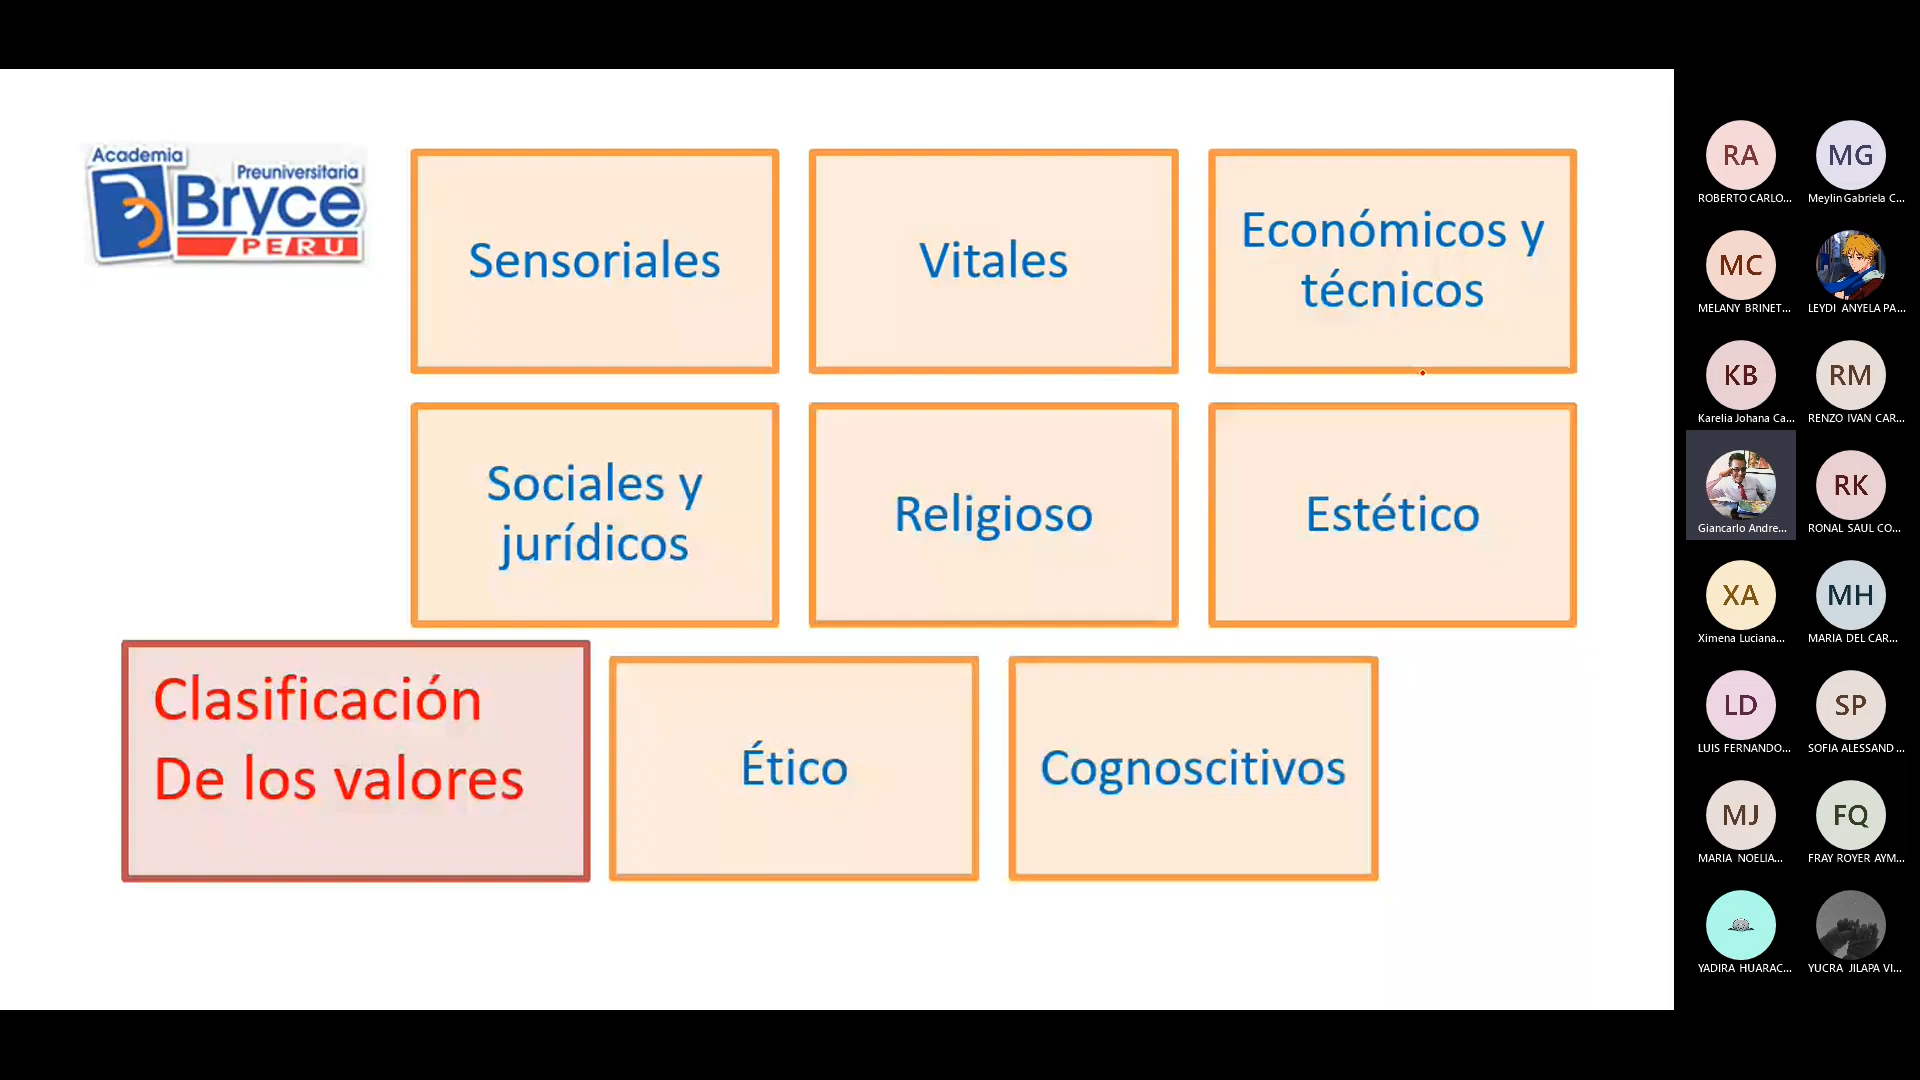 Academia
Preuniversitaria
Bryce
PERU
Sensoriales
Vitales
Económicos y
técnicos
Sociales y
jurídicos
Religioso
Estético
Clasificación
De los valores
Ético
Cognoscitivos
RA
ROBERTO CARLO...
MG
Meylin Gabriela C...
MC
MELANY BRINET...
LEYDI ANYELA PA...
KB
Karelia Johana Ca...
RM
RENZO IVAN CAR...
Giancarlo Andre...
RK
RONAL SAUL CO...
XA
Ximena Luciana...
MH
MARIA DEL CAR...
LD
LUIS FERNANDO...
SP
SOFIA ALESSAND...
MJ
MARIA NOELIA...
FQ
FRAY ROYER AYM...
YADIRA HUARAC...
YUCRA JILAPA VI...